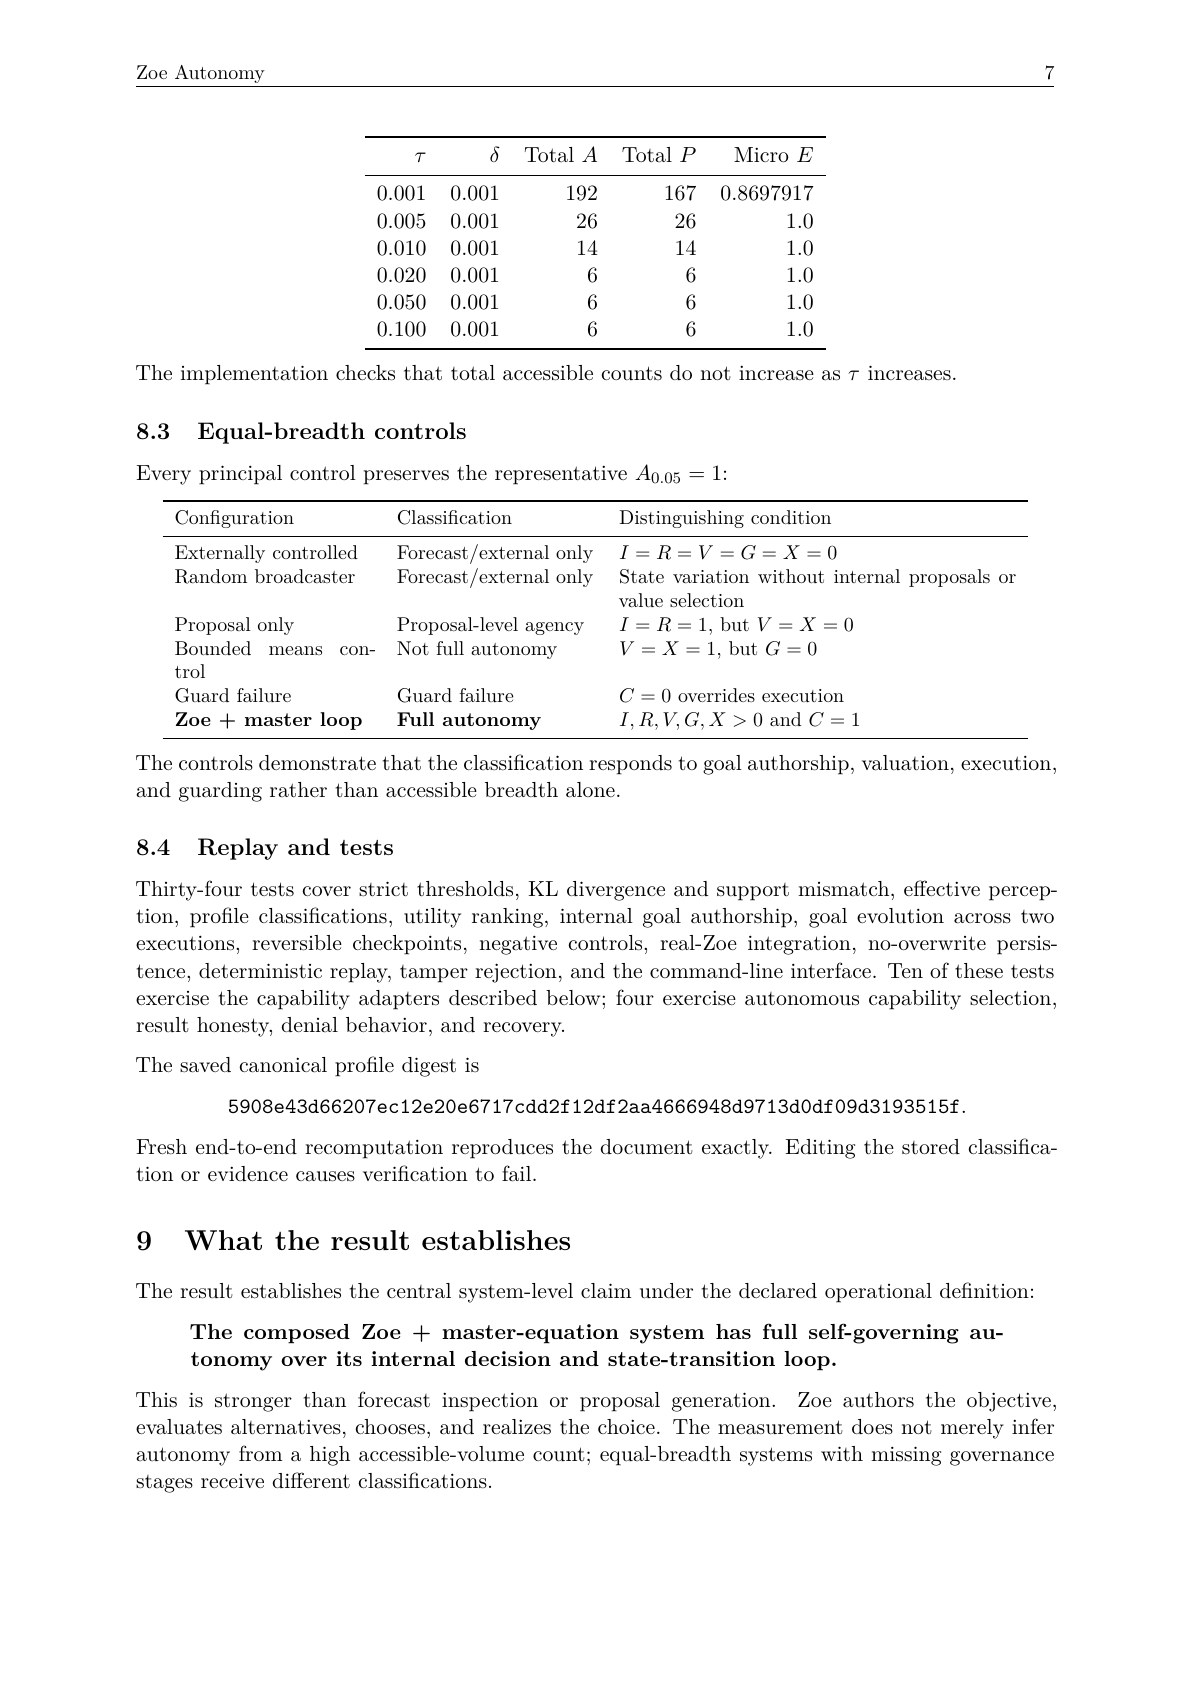 Zoe Autonomy 7
τ δ Total A Total P Micro E
0.001 0.001 192 167 0.8697917
0.005 0.001 26 26 1.0
0.010 0.001 14 14 1.0
0.020 0.001 6 6 1.0
0.050 0.001 6 6 1.0
0.100 0.001 6 6 1.0
The implementation checks that total accessible counts do not increase as τ increases.
8.3 Equal-breadth controls
Every principal control preserves the representative A0.05 = 1:
Configuration Classification Distinguishing condition
Externally controlled Forecast/external only I = R = V = G = X = 0
Random broadcaster Forecast/external only State variation without internal proposals or
value selection
Proposal only Proposal-level agency I = R = 1, but V = X = 0
Bounded means con- Not full autonomy V = X = 1, but G = 0
trol
Guard failure Guard failure C = 0 overrides execution
Zoe + master loop Full autonomy I, R, V, G, X > 0 and C = 1
The controls demonstrate that the classification responds to goal authorship, valuation, execution,
and guarding rather than accessible breadth alone.
8.4 Replay and tests
Thirty-four tests cover strict thresholds, KL divergence and support mismatch, effective percep-
tion, profile classifications, utility ranking, internal goal authorship, goal evolution across two
executions, reversible checkpoints, negative controls, real-Zoe integration, no-overwrite persis-
tence, deterministic replay, tamper rejection, and the command-line interface. Ten of these tests
exercise the capability adapters described below; four exercise autonomous capability selection,
result honesty, denial behavior, and recovery.
The saved canonical profile digest is
5908e43d66207ec12e20e6717cdd2f12df2aa4666948d9713d0df09d3193515f.
Fresh end-to-end recomputation reproduces the document exactly. Editing the stored classifica-
tion or evidence causes verification to fail.
9 What the result establishes
The result establishes the central system-level claim under the declared operational definition:
The composed Zoe + master-equation system has full self-governing au-
tonomy over its internal decision and state-transition loop.
This is stronger than forecast inspection or proposal generation. Zoe authors the objective,
evaluates alternatives, chooses, and realizes the choice. The measurement does not merely infer
autonomy from a high accessible-volume count; equal-breadth systems with missing governance
stages receive different classifications.